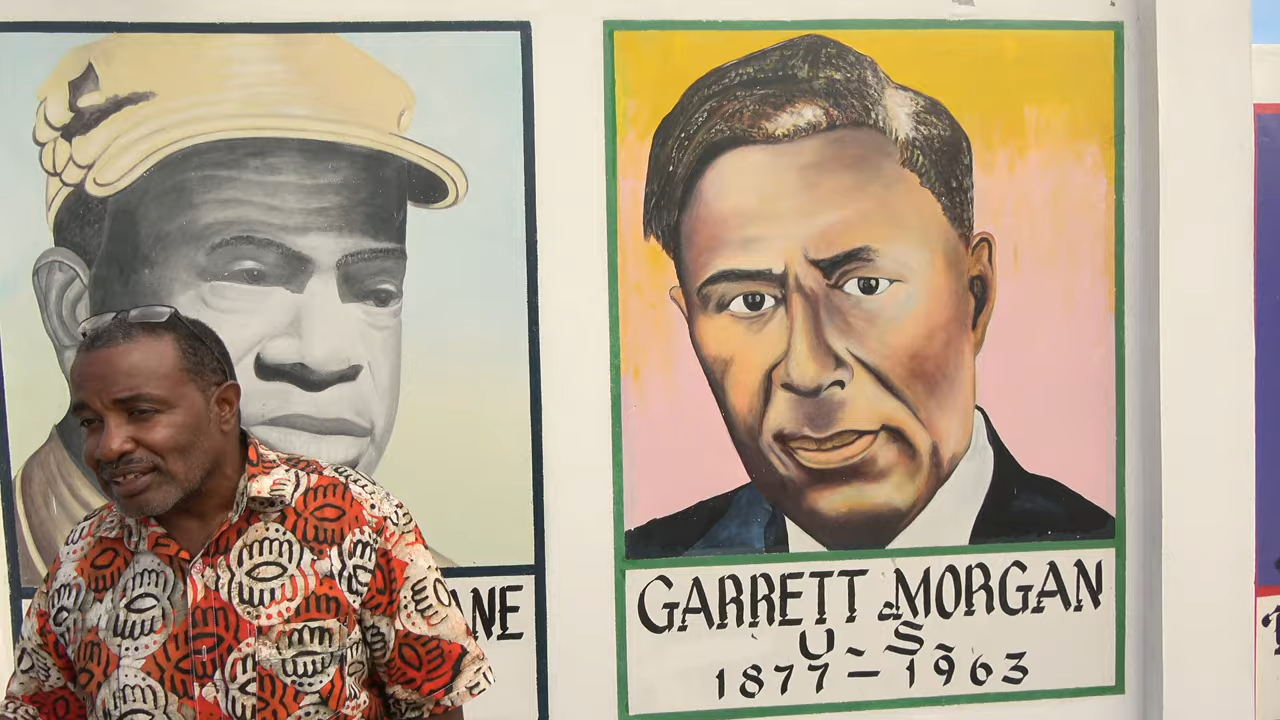 ANE
GARRETT MORGAN
U. S.
1877 – 1963